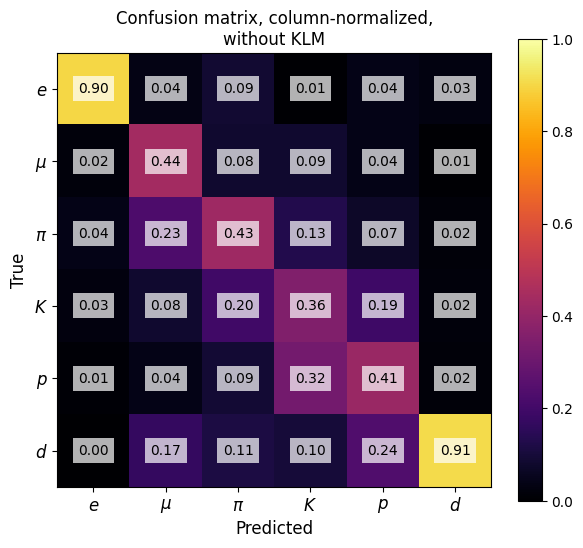 Confusion matrix, column-normalized,
without KLM
1.0
e 0.90 0.04 0.09 0.01 0.04 0.03
μ 0.02 0.44 0.08 0.09 0.04 0.01
0.8
π 0.04 0.23 0.43 0.13 0.07 0.02
0.6
True
K 0.03 0.08 0.20 0.36 0.19 0.02
0.4
p 0.01 0.04 0.09 0.32 0.41 0.02
0.2
d 0.00 0.17 0.11 0.10 0.24 0.91
0.0
e μ π K p d
Predicted